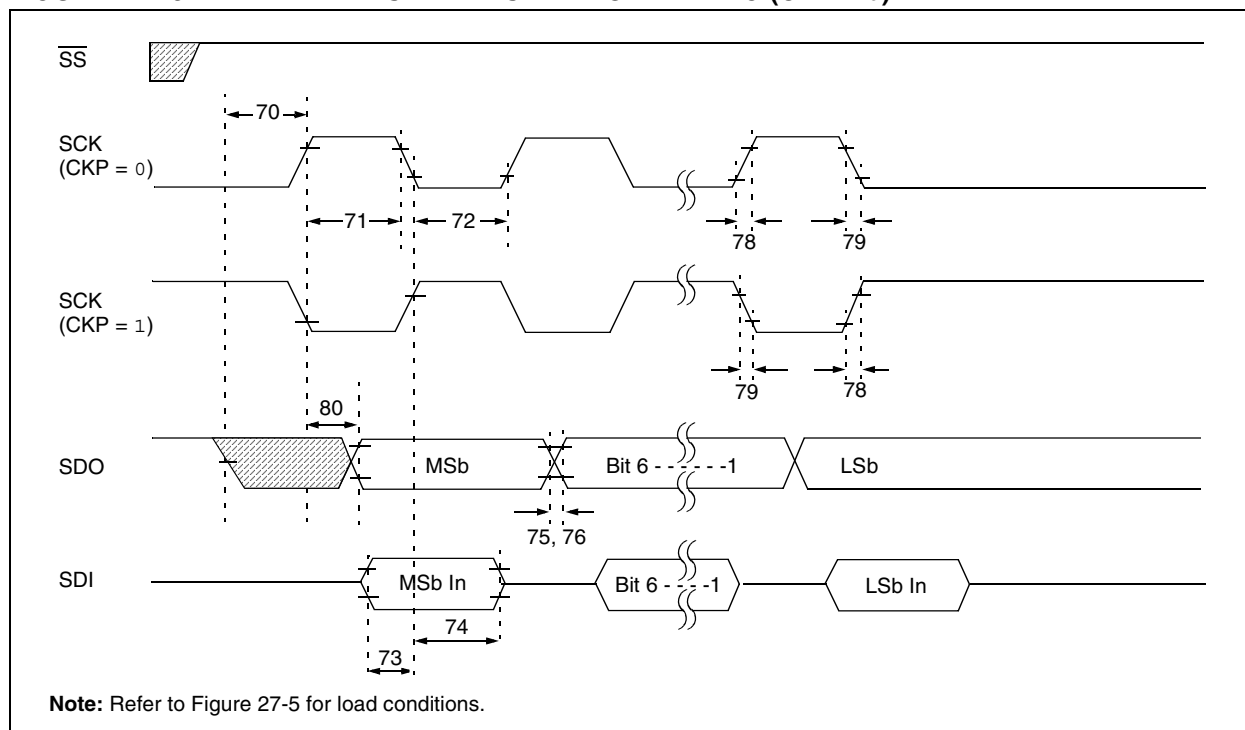 SS
70
SCK
(CKP = 0)
71
72
78
79
SCK
(CKP = 1)
79
78
80
SDO
MSb
Bit 6 - - - - - -1
LSb
75, 76
SDI
MSb In
Bit 6 - - - - -1
LSb In
74
73
Note: Refer to Figure 27-5 for load conditions.